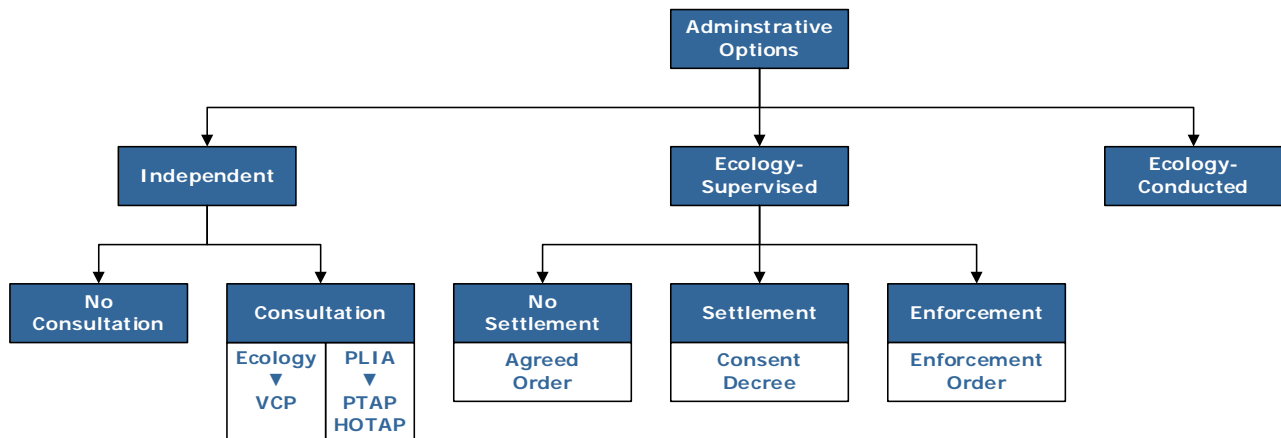 Adminstrative
Options
Independent
Ecology-
Supervised
Ecology-
Conducted
No
Consultation
Consultation
Ecology
▼
VCP
PLIA
▼
PTAP
HOTAP
No
Settlement
Agreed
Order
Settlement
Consent
Decree
Enforcement
Enforcement
Order